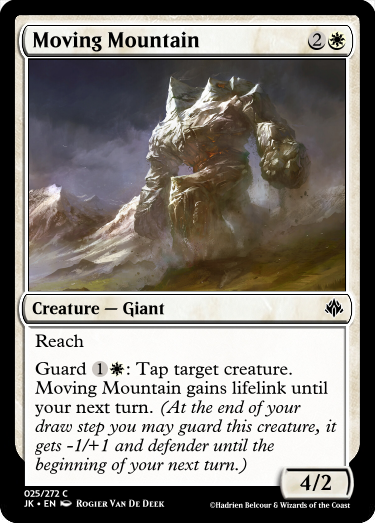 Moving Mountain 2
Creature — Giant
Reach
Guard 1: Tap target creature.
Moving Mountain gains lifelink until
your next turn. (At the end of your
draw step you may guard this creature, it
gets -1/+1 and defender until the
beginning of your next turn.)
4/2
025/272 C
JK • EN Rogier Van De Deek
©Hadrien Belcour & Wizards of the Coast